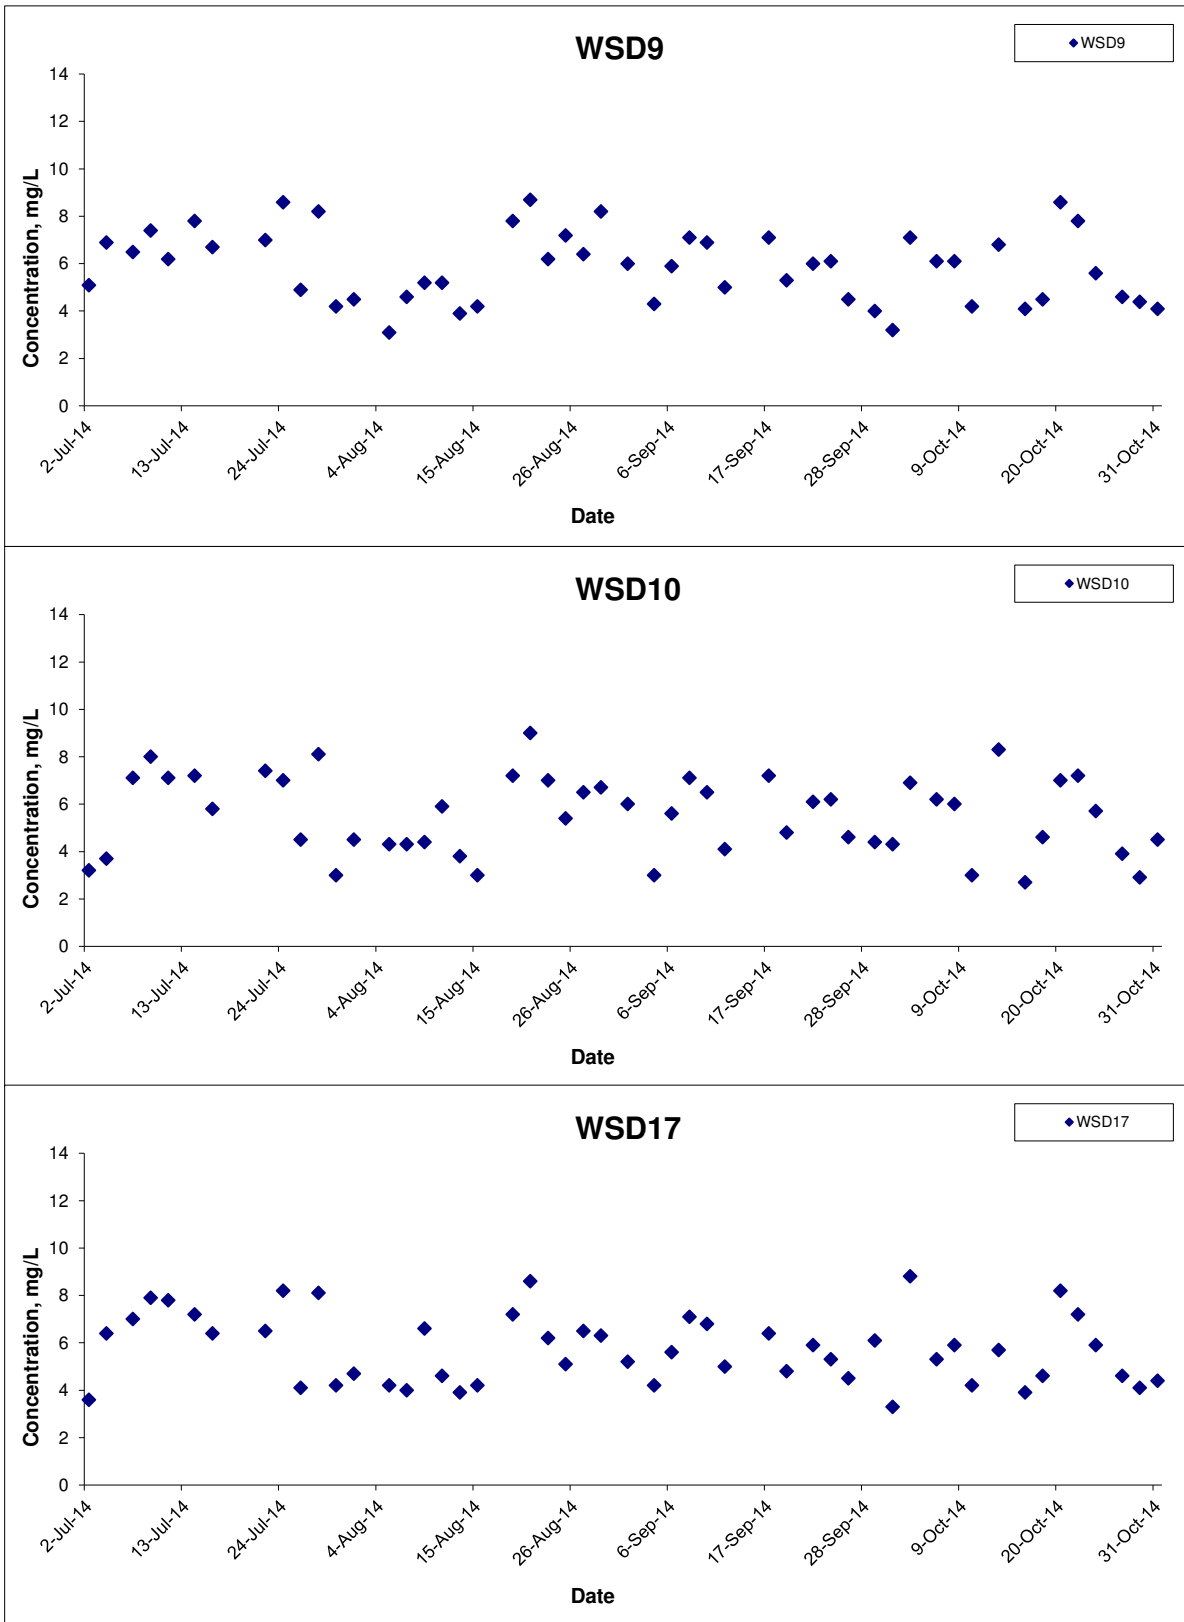 WSD9
WSD9
14
12
10
8
6
4
2
0
Concentration, mg/L
2-Jul-14
13-Jul-14
24-Jul-14
4-Aug-14
15-Aug-14
26-Aug-14
6-Sep-14
17-Sep-14
28-Sep-14
9-Oct-14
20-Oct-14
31-Oct-14
Date
WSD10
WSD10
14
12
10
8
6
4
2
0
Concentration, mg/L
2-Jul-14
13-Jul-14
24-Jul-14
4-Aug-14
15-Aug-14
26-Aug-14
6-Sep-14
17-Sep-14
28-Sep-14
9-Oct-14
20-Oct-14
31-Oct-14
Date
WSD17
WSD17
14
12
10
8
6
4
2
0
Concentration, mg/L
2-Jul-14
13-Jul-14
24-Jul-14
4-Aug-14
15-Aug-14
26-Aug-14
6-Sep-14
17-Sep-14
28-Sep-14
9-Oct-14
20-Oct-14
31-Oct-14
Date